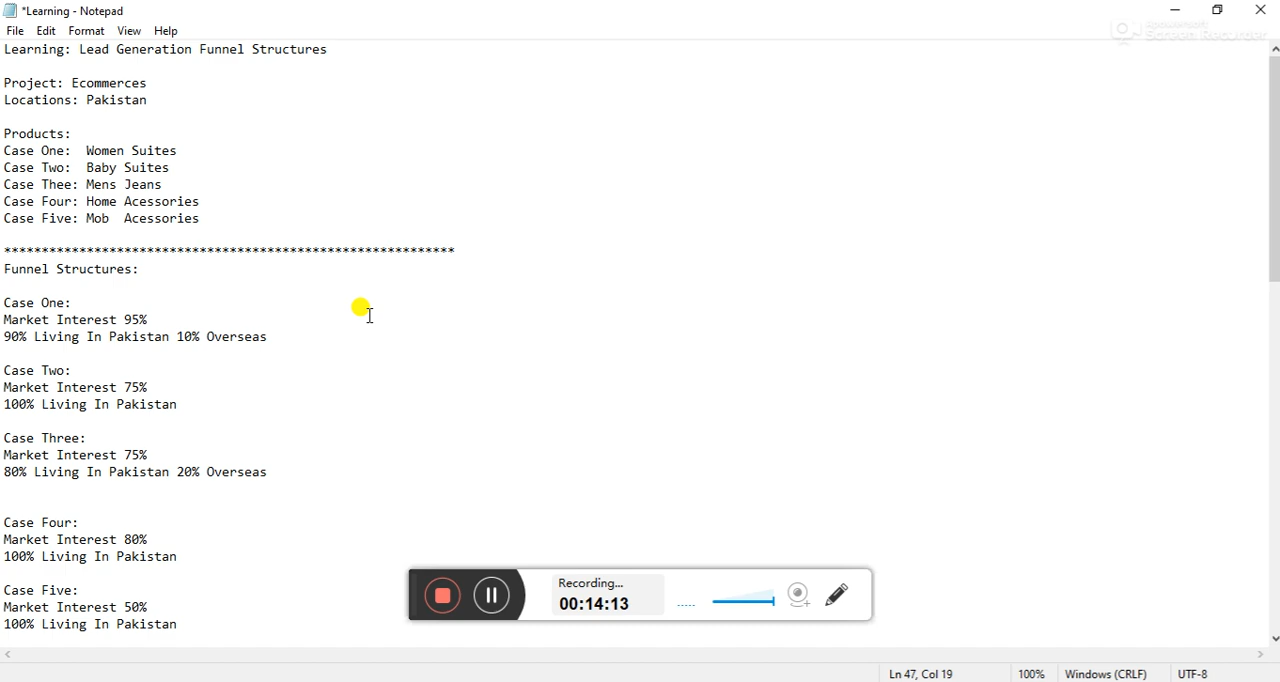 *Learning - Notepad
File Edit Format View Help
Apowersoft
Screen Recorder
Learning: Lead Generation Funnel Structures
Project: Ecommerces
Locations: Pakistan
Products:
Case One: Women Suites
Case Two: Baby Suites
Case Thee: Mens Jeans
Case Four: Home Acessories
Case Five: Mob Acessories
************************************************************
Funnel Structures:
Case One:
Market Interest 95%
90% Living In Pakistan 10% Overseas
Case Two:
Market Interest 75%
100% Living In Pakistan
Case Three:
Market Interest 75%
80% Living In Pakistan 20% Overseas
Case Four:
Market Interest 80%
100% Living In Pakistan
Case Five:
Market Interest 50%
100% Living In Pakistan
Recording...
00:14:13
Ln 47, Col 19 100% Windows (CRLF) UTF-8